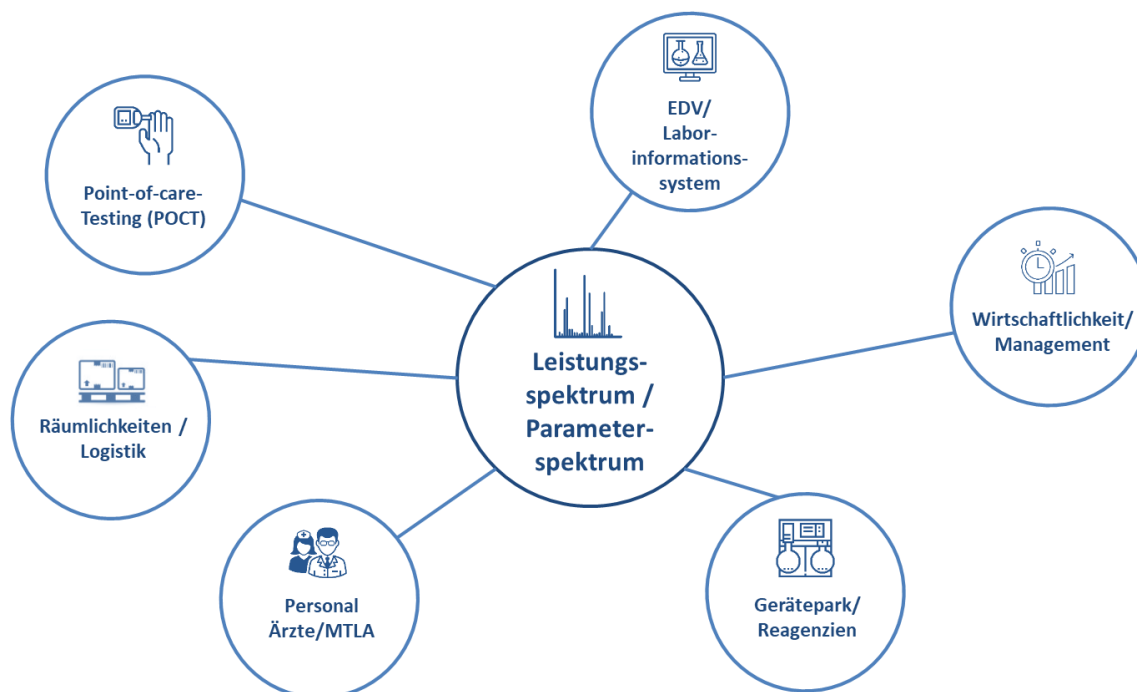 EDV/
Labor-
informations-
system
Point-of-care-
Testing (POCT)
Wirtschaftlichkeit/
Management
Leistungs-
spektrum /
Parameter-
spektrum
Räumlichkeiten /
Logistik
Personal
Ärzte/MTLA
Gerätepark/
Reagenzien